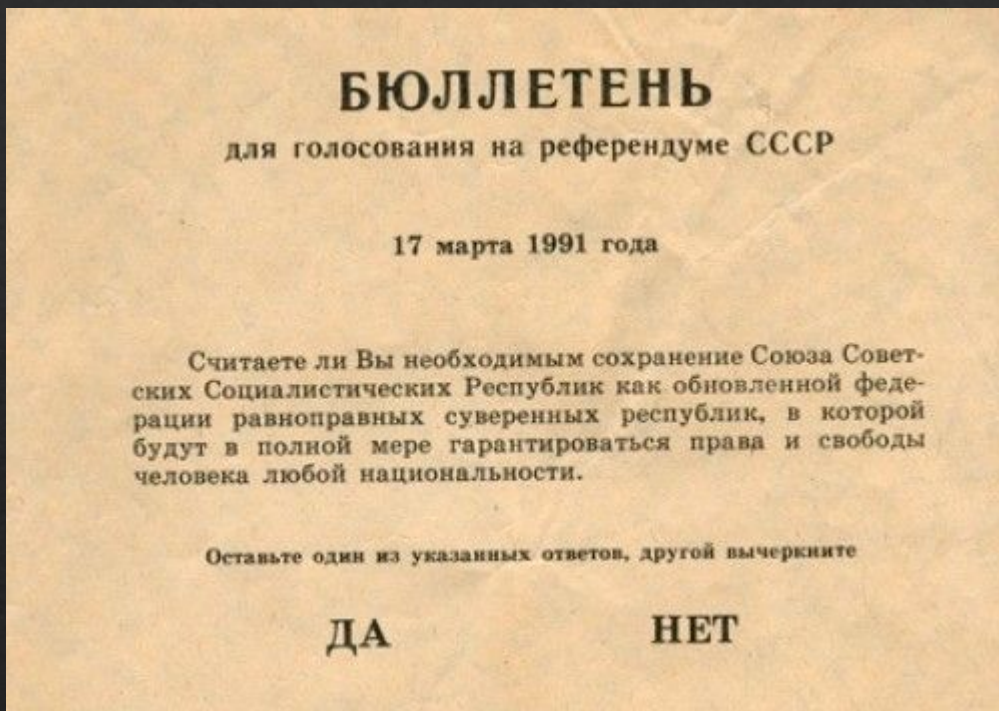 БЮЛЛЕТЕНЬ
для голосования на референдуме СССР
17 марта 1991 года
Считаете ли Вы необходимым сохранение Союза Совет-
ских Социалистических Республик как обновленной феде-
рации равноправных суверенных республик, в которой
будут в полной мере гарантироваться права и свободы
человека любой национальности.
Оставьте один из указанных ответов, другой вычеркните
ДА НЕТ